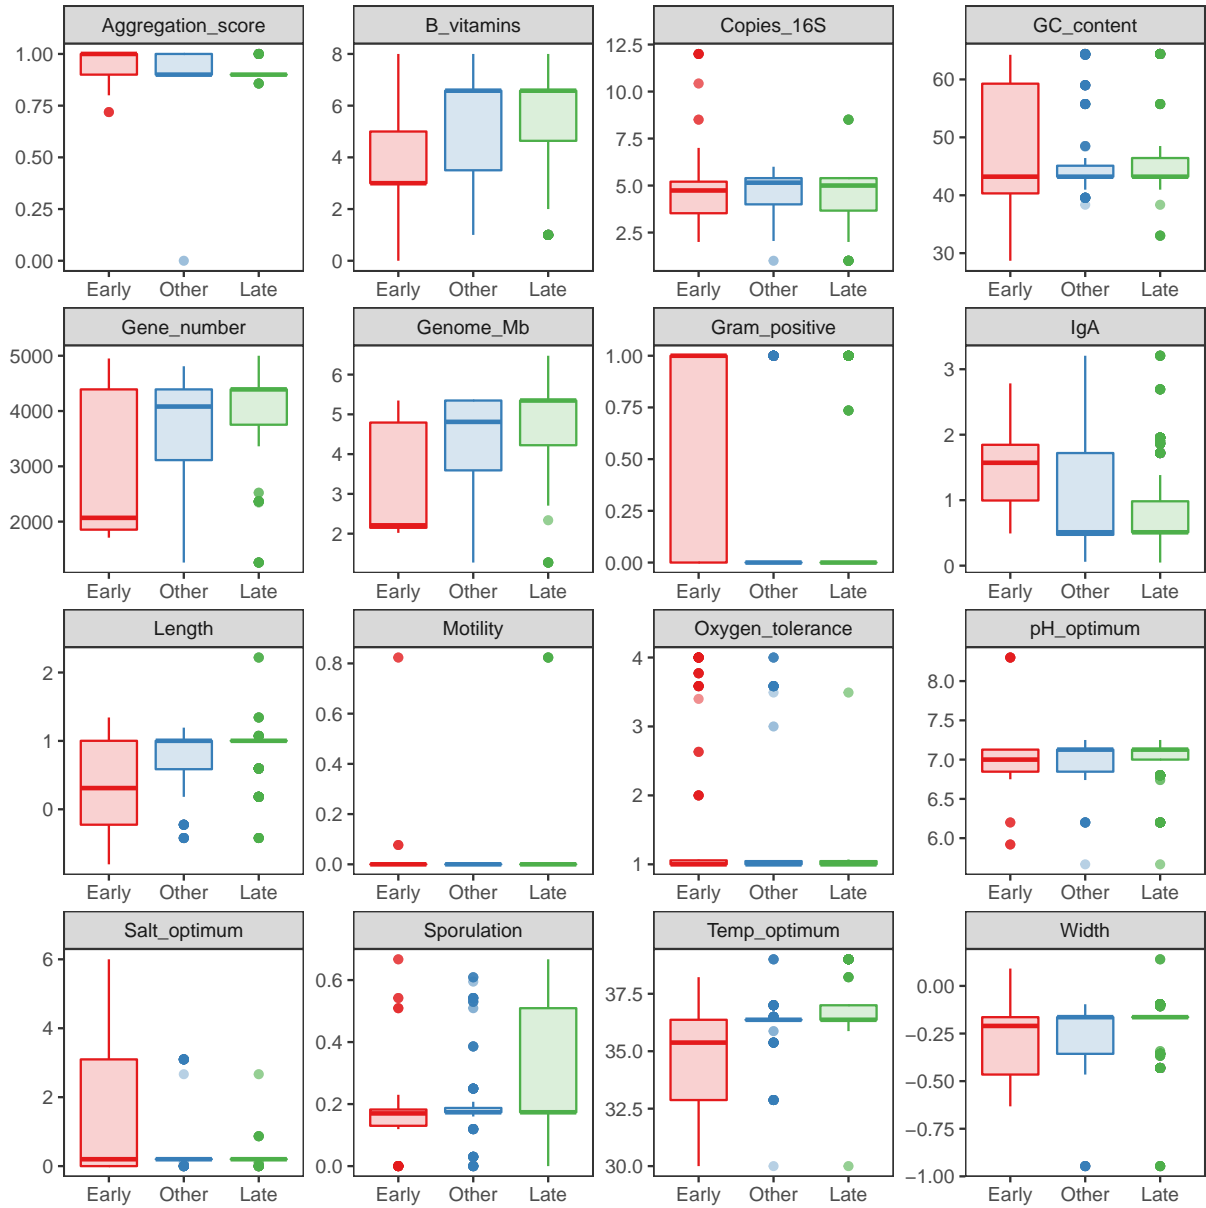 Aggregation_score
1.00
0.75
0.50
0.25
0.00
Early Other Late
B_vitamins
8
6
4
2
0
Early Other Late
Copies_16S
12.5
10.0
7.5
5.0
2.5
Early Other Late
GC_content
60
50
40
30
Early Other Late
Gene_number
5000
4000
3000
2000
Early Other Late
Genome_Mb
6
5
4
3
2
Early Other Late
Gram_positive
1.00
0.75
0.50
0.25
0.00
Early Other Late
IgA
3
2
1
0
Early Other Late
Length
2
1
0
Early Other Late
Motility
0.8
0.6
0.4
0.2
0.0
Early Other Late
Oxygen_tolerance
4
3
2
1
Early Other Late
pH_optimum
8.0
7.5
7.0
6.5
6.0
Early Other Late
Salt_optimum
6
4
2
0
Early Other Late
Sporulation
0.6
0.4
0.2
0.0
Early Other Late
Temp_optimum
37.5
35.0
32.5
30.0
Early Other Late
Width
0.00
−0.25
−0.50
−0.75
−1.00
Early Other Late